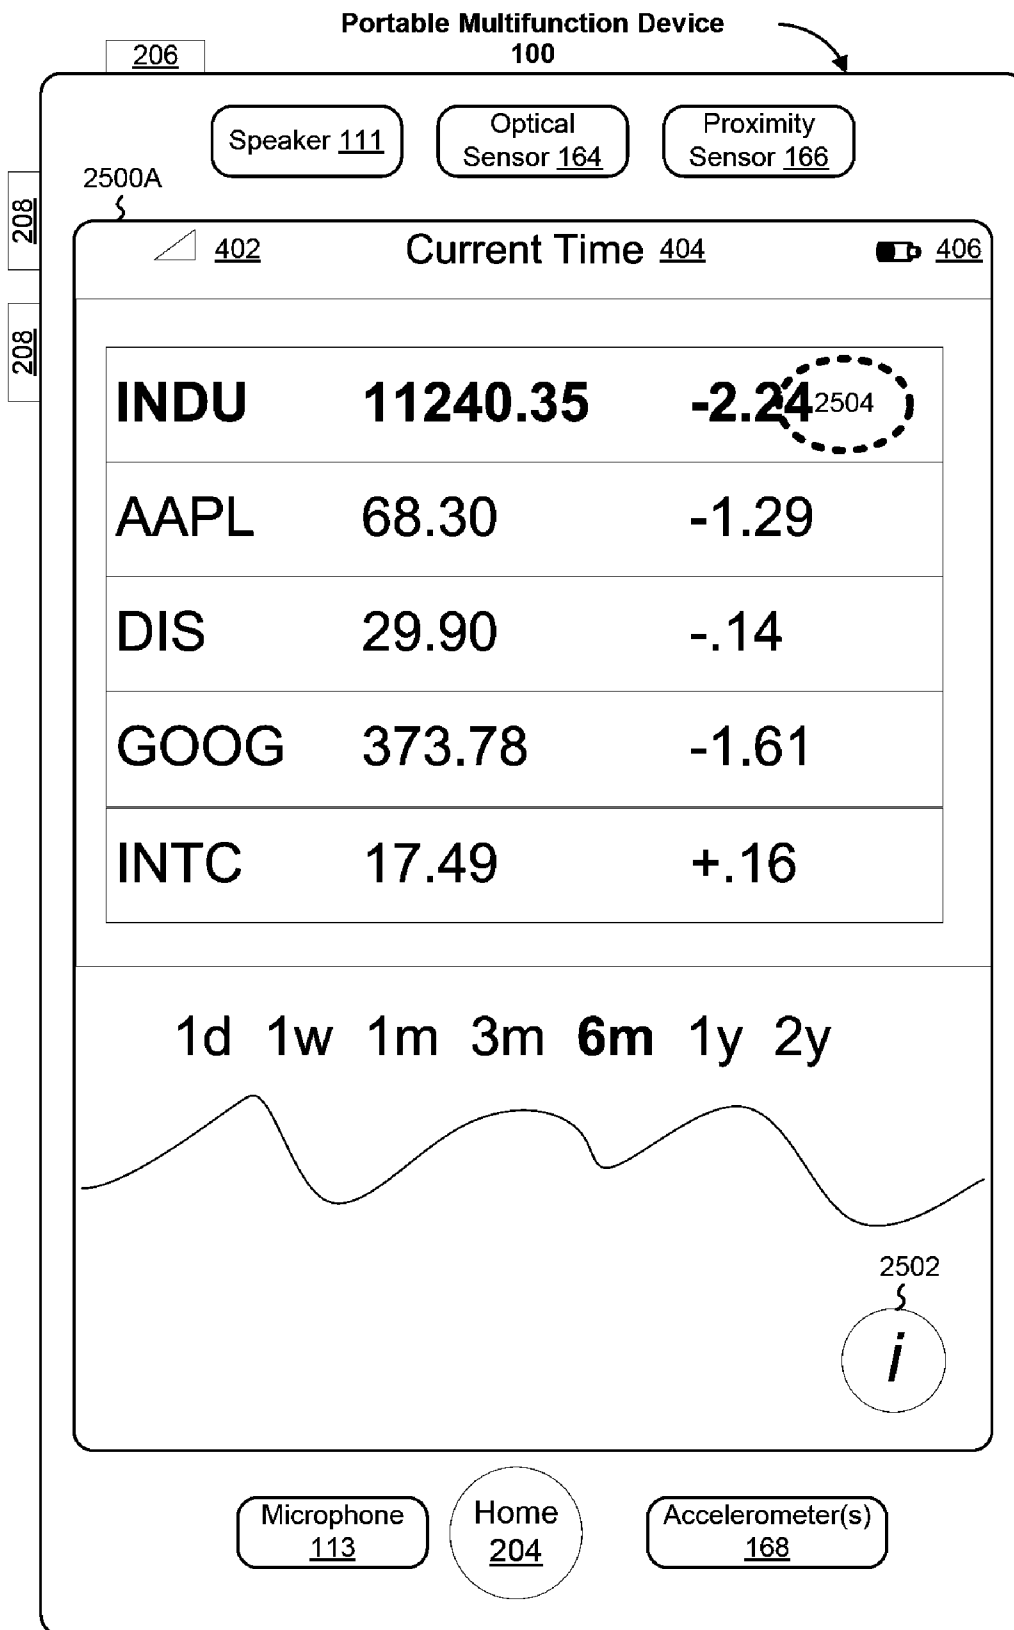 Portable Multifunction Device
100
206
Speaker 111
Optical
Sensor 164
Proximity
Sensor 166
2500A
208
208
402
Current Time 404
406
INDU 11240.35 -2.24
2504
AAPL 68.30 -1.29
DIS 29.90 -.14
GOOG 373.78 -1.61
INTC 17.49 +.16
1d 1w 1m 3m 6m 1y 2y
2502
i
Microphone
113
Home
204
Accelerometer(s)
168